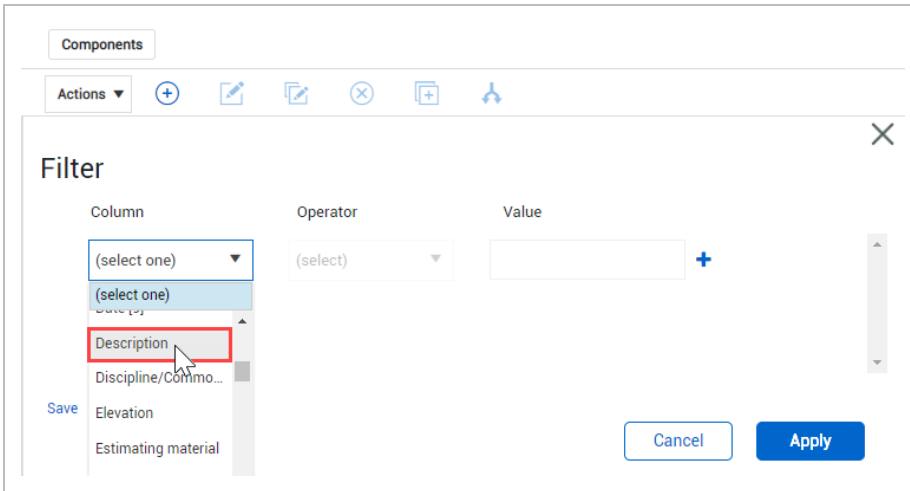 Components
Actions
Filter
Column Operator Value
(select one) (select)
(select one)
Description
Discipline/Commo...
Elevation
Save
Estimating material
Cancel Apply